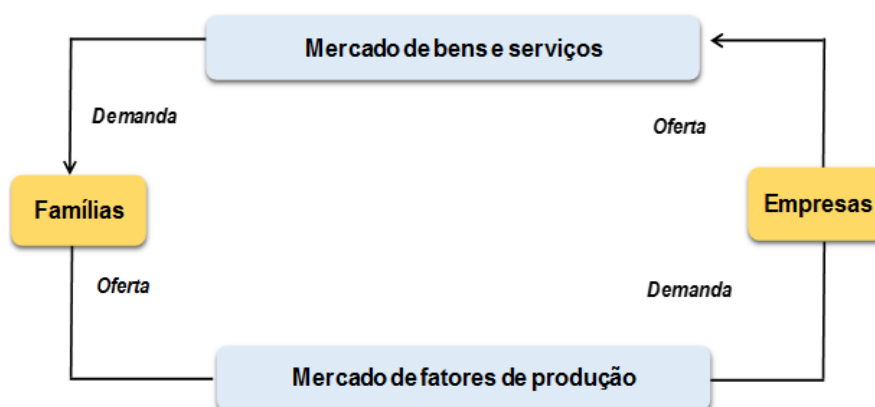 Mercado de bens e serviços
Demanda
Oferta
Famílias
Empresas
Oferta
Demanda
Mercado de fatores de produção